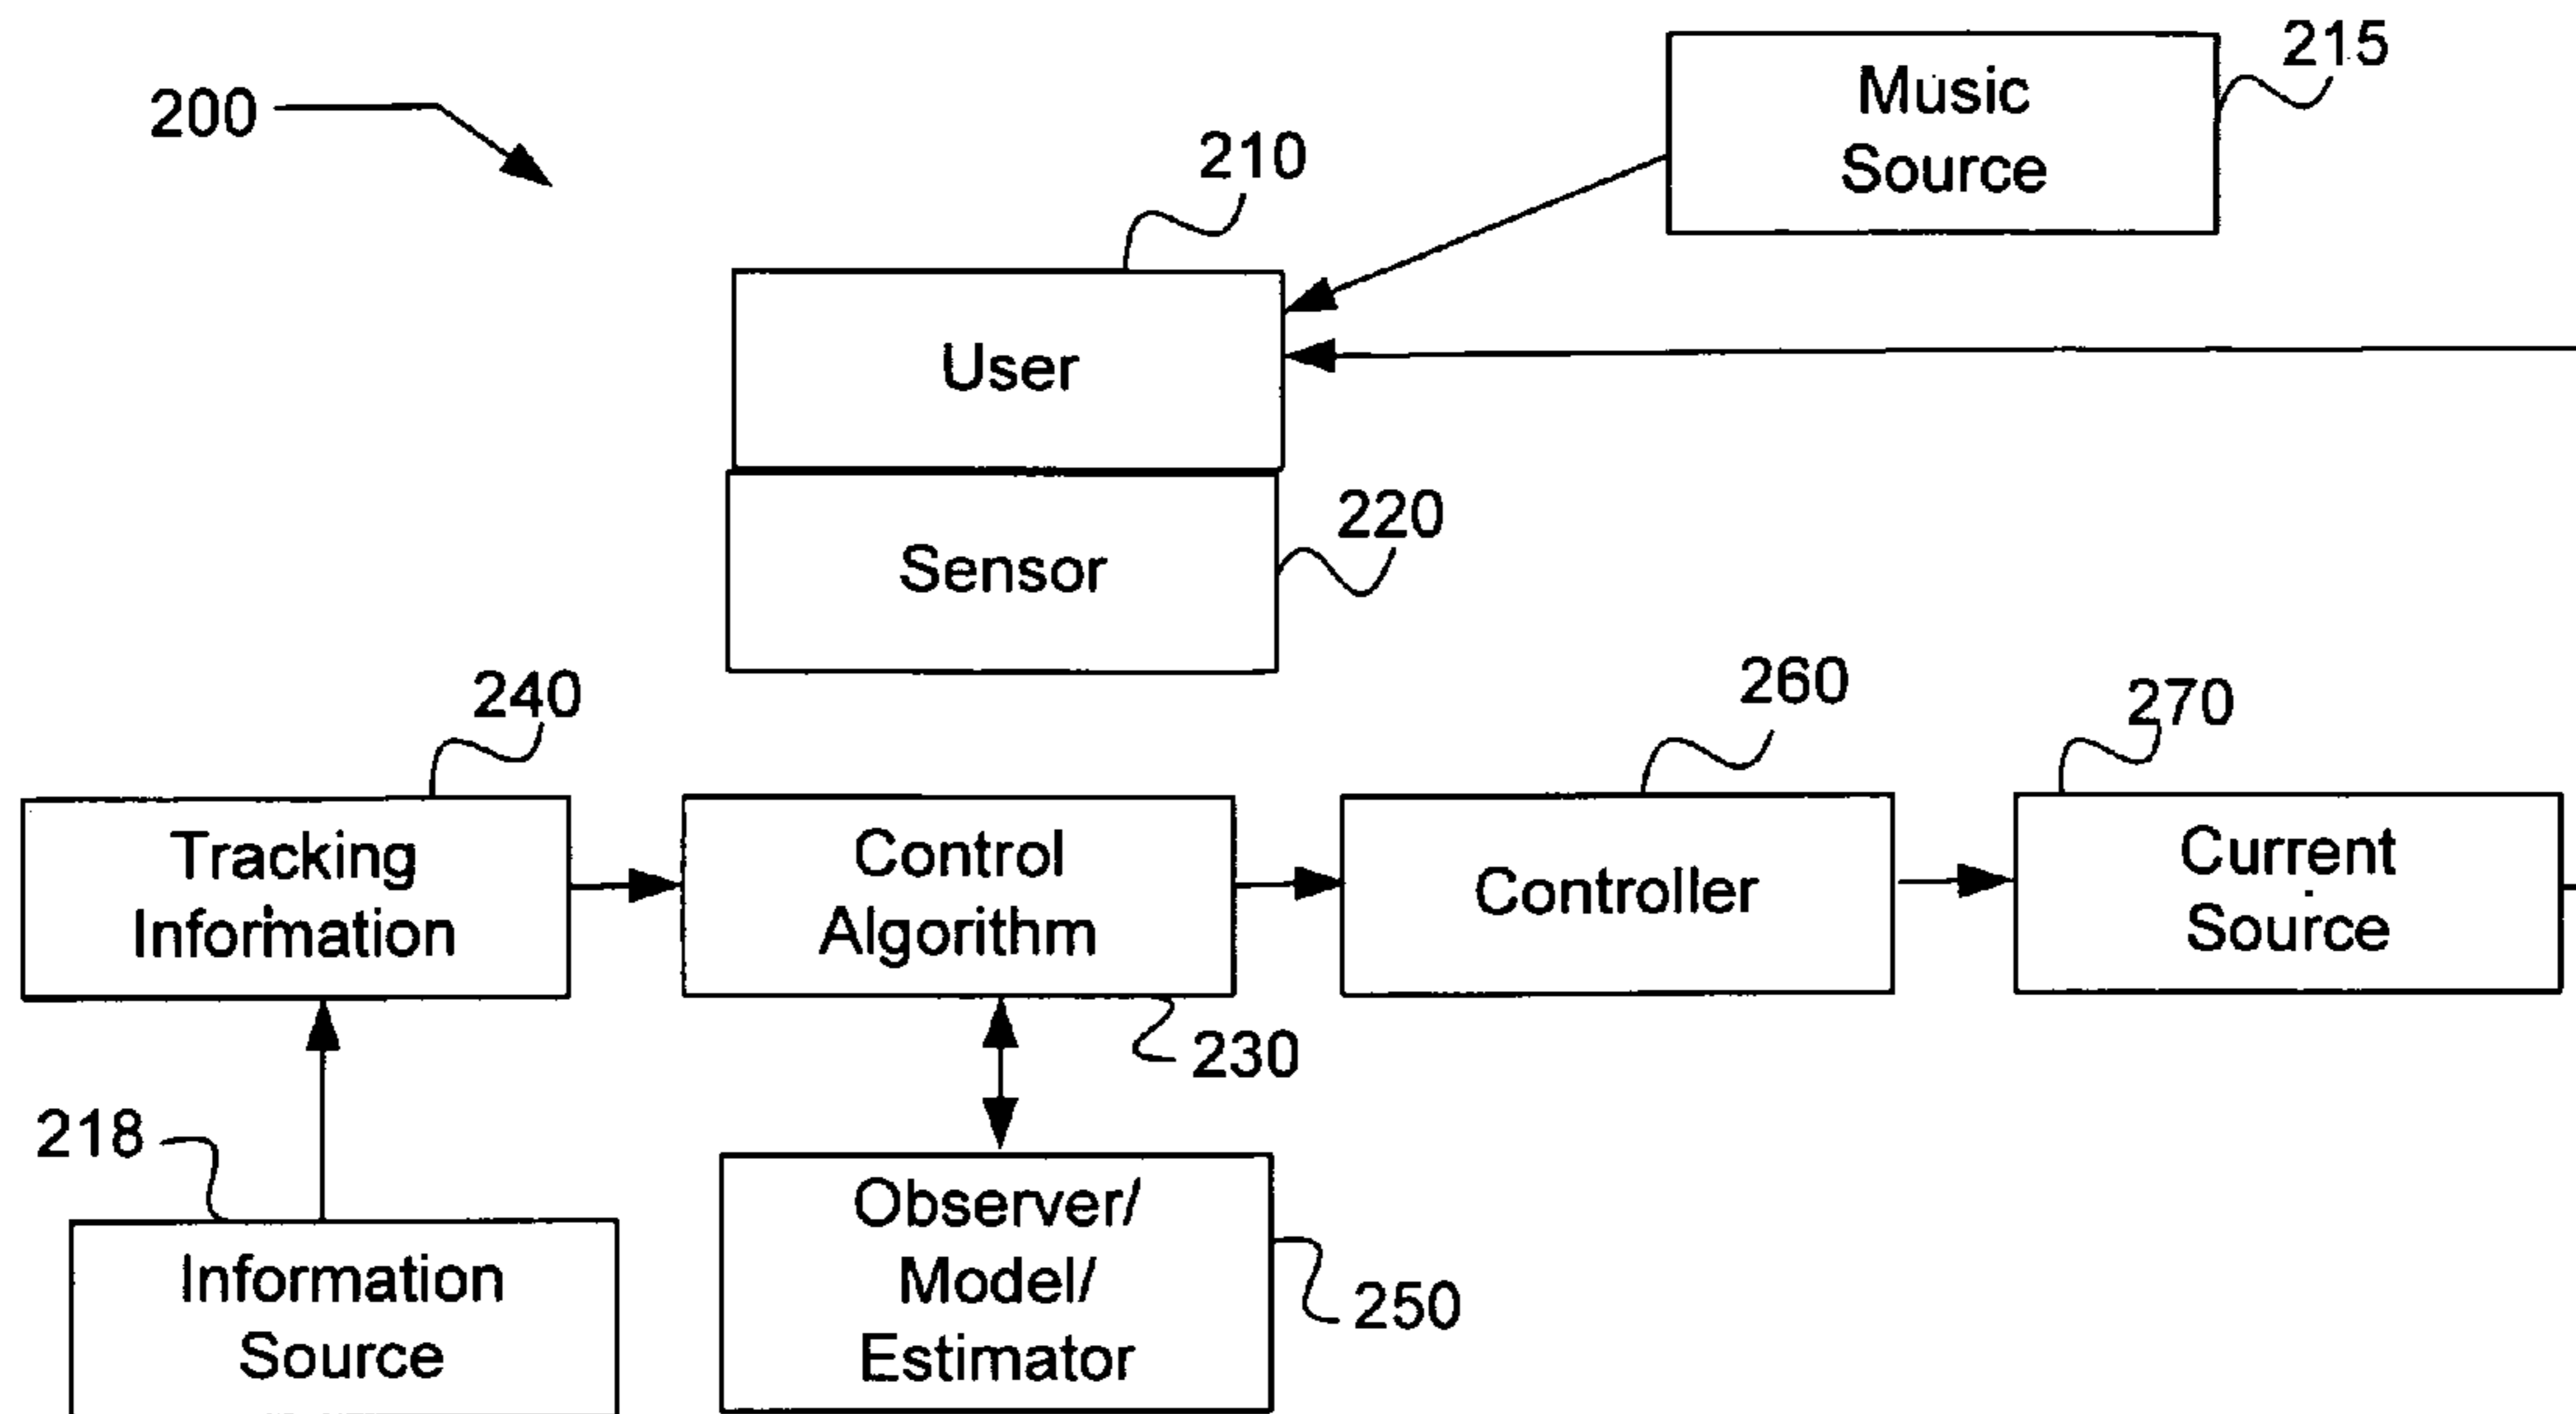 215
Music
Source
200
210
User
220
Sensor
240
260
270
Tracking
Information
Control
Algorithm
Controller
Current
Source
230
218
Information
Source
Observer/
Model/
Estimator
250